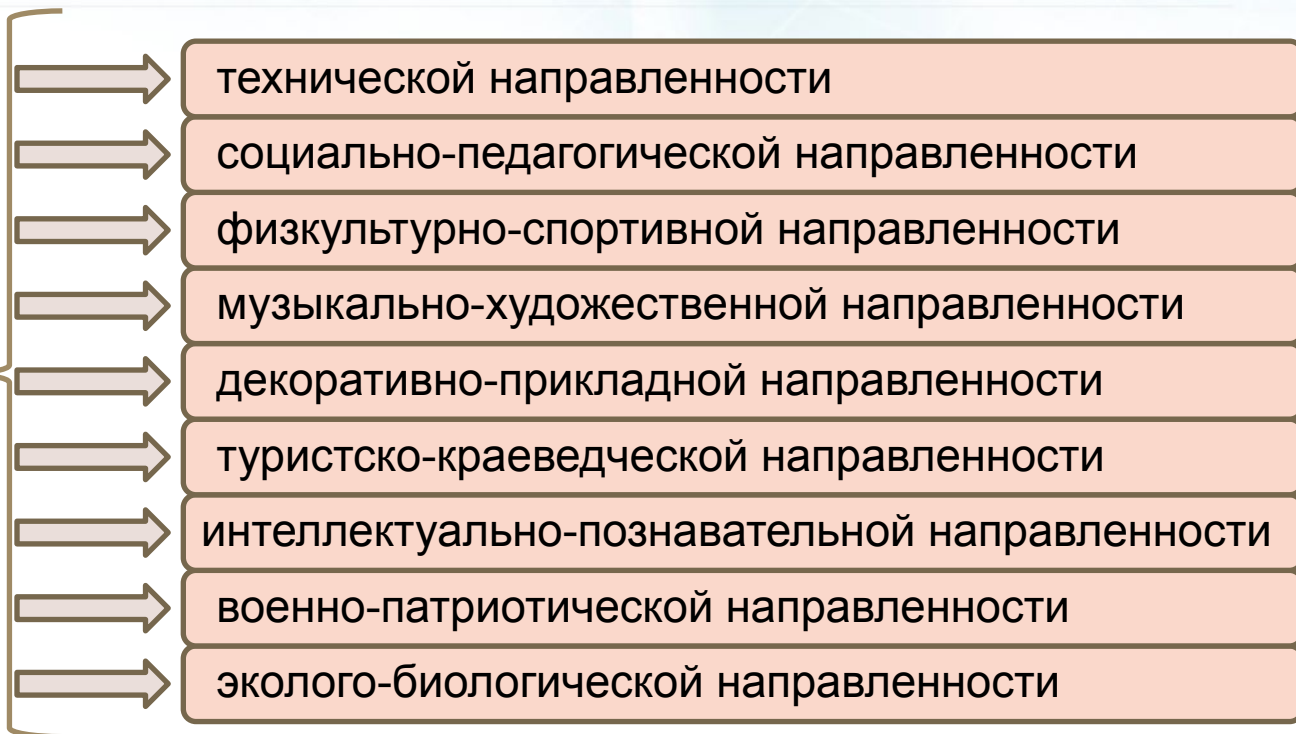 технической направленности
социально-педагогической направленности
физкультурно-спортивной направленности
музыкально-художественной направленности
декоративно-прикладной направленности
туристско-краеведческой направленности
интеллектуально-познавательной направленности
военно-патриотической направленности
эколого-биологической направленности